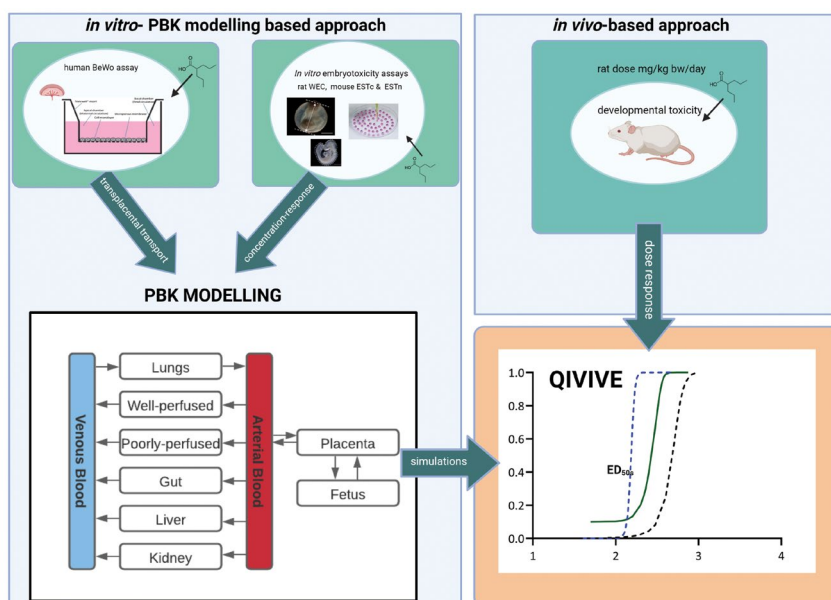 in vitro- PBK modelling based approach
human BeWo assay
HO
O
transplacental transport
In vitro embryotoxicity assays
rat WEC, mouse ESTc & ESTn
HO
O
concentration-response
PBK MODELLING
Venous Blood
Lungs
Well-perfused
Poorly-perfused
Gut
Liver
Kidney
Arterial Blood
Placenta
Fetus
simulations
in vivo-based approach
rat dose mg/kg bw/day
developmental toxicity
HO
O
dose response
QIVIVE
1.0
0.8
0.6
0.4
0.2
0.0
ED50s
1
2
3
4